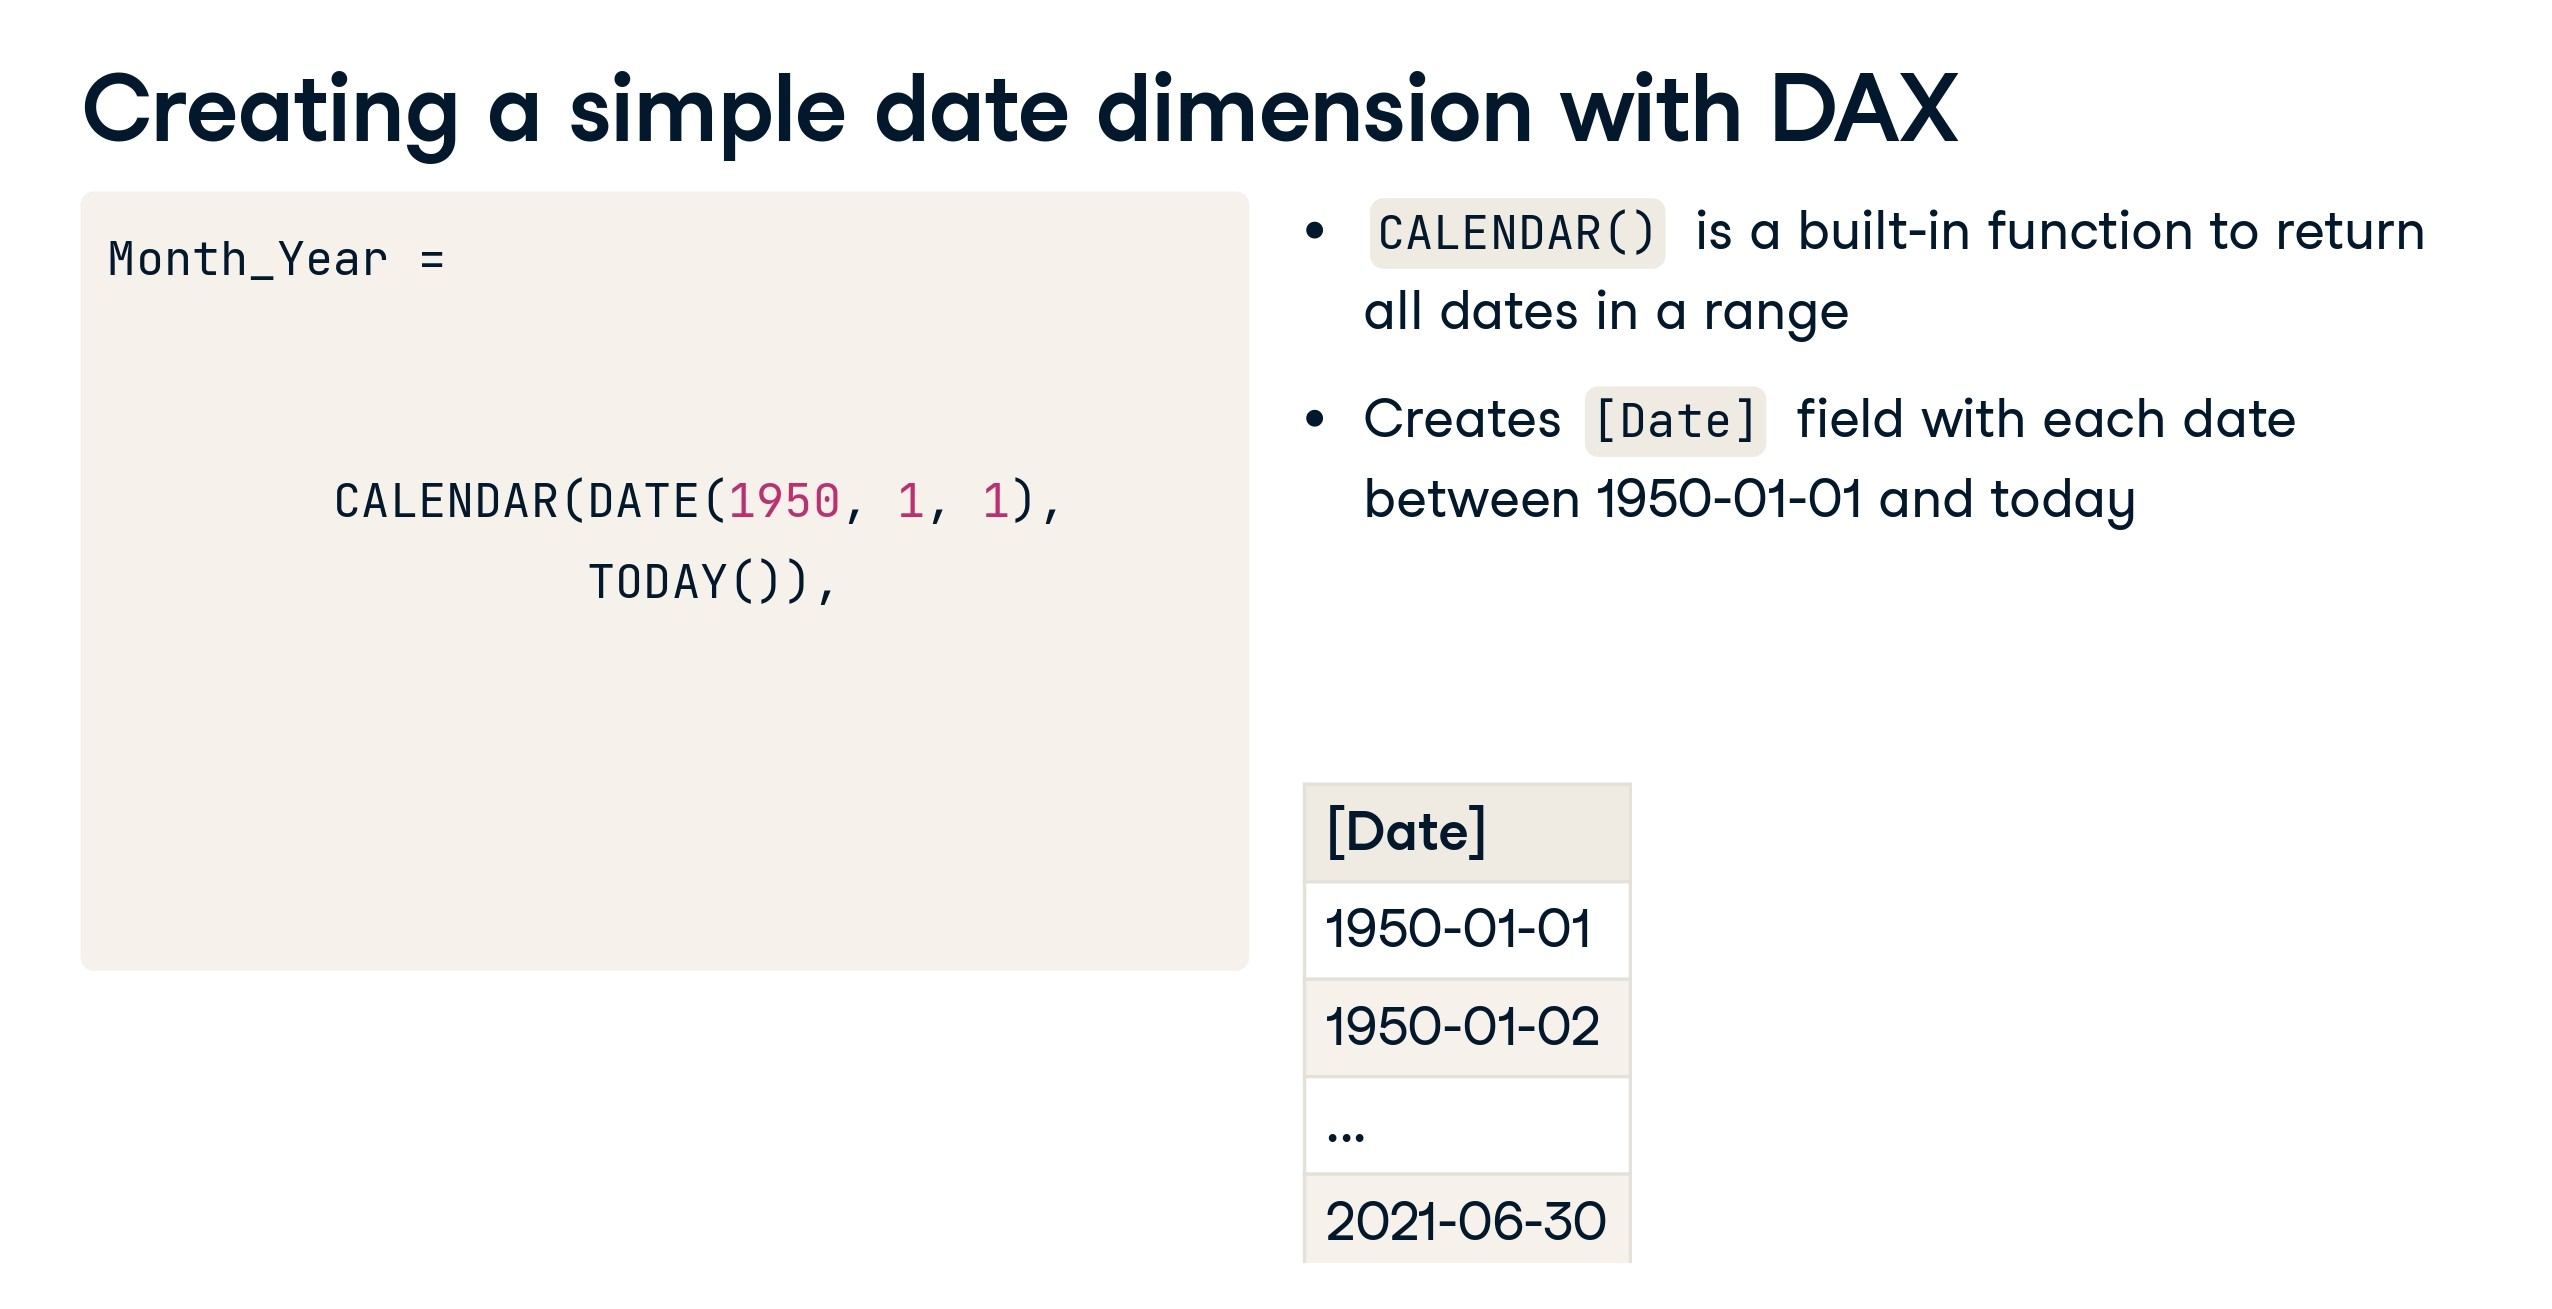 Creating a simple date dimension with DAX
Month_Year =
CALENDAR(DATE(1950, 1, 1),
TODAY()),
• CALENDAR() is a built-in function to return
all dates in a range
• Creates [Date] field with each date
between 1950-01-01 and today
[Date]
1950-01-01
1950-01-02
...
2021-06-30